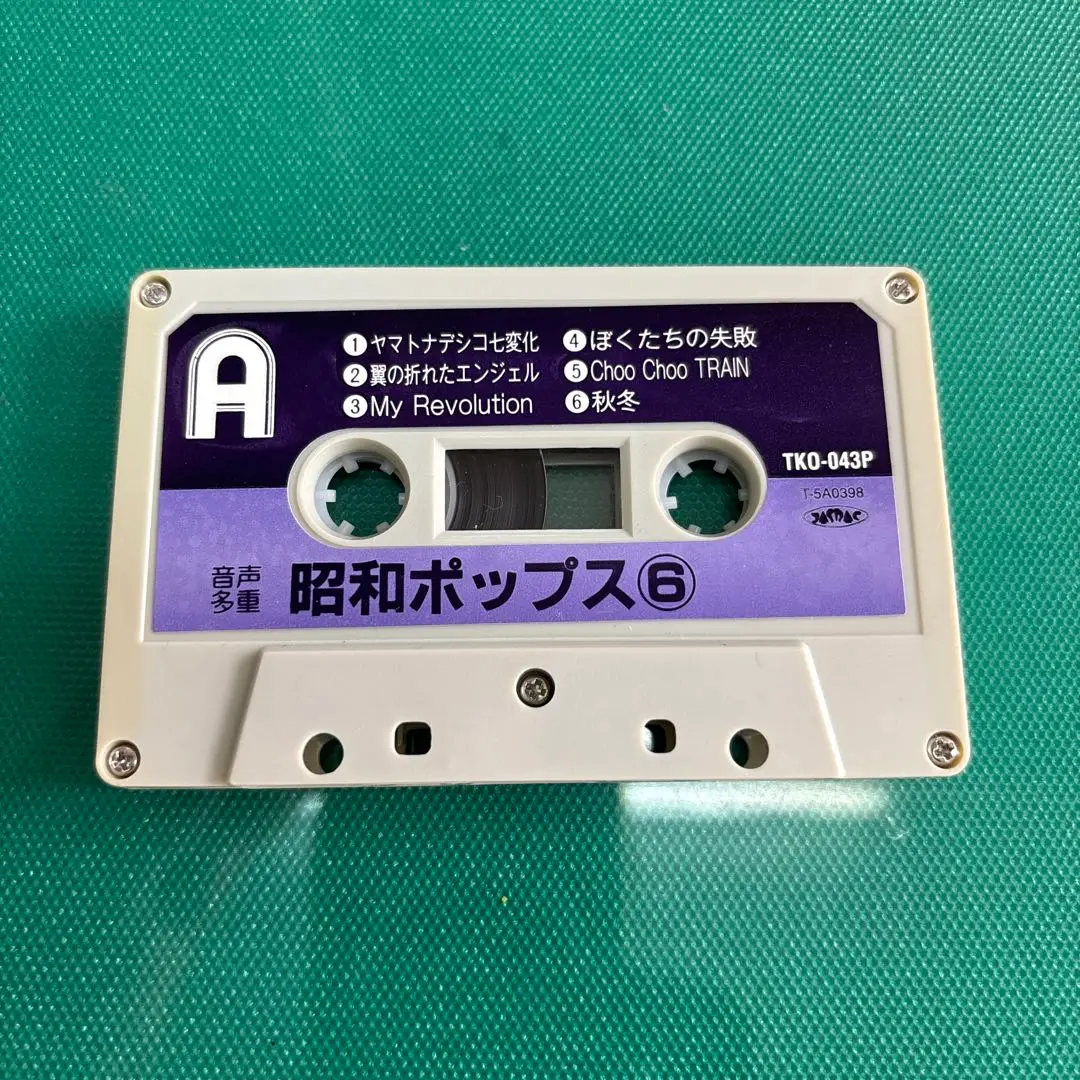 A
①ヤマトナデシコ七変化
②翼の折れたエンジェル
③My Revolution
④ぼくたちの失敗
⑤Choo Choo TRAIN
⑥秋冬
TKO-043P
T-5A0398
JASRAC
音声
多重
昭和ポップス⑥